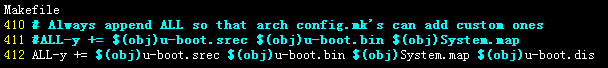 Makefile
410 # Always append ALL so that arch config.mk's can add custom ones
411 #ALL-y += $(obj)u-boot.srec $(obj)u-boot.bin $(obj)System.map
412 ALL-y += $(obj)u-boot.srec $(obj)u-boot.bin $(obj)System.map $(obj)u-boot.dis